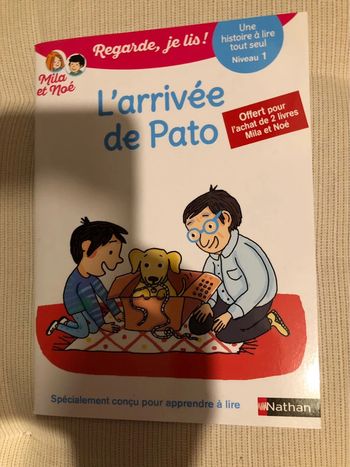 Regarde, je lis !
Une
histoire à lire
tout seul
Niveau 1
Mila
et Noé
L'arrivée
de Pato
Offert pour
l'achat de 2 livres
Mila et Noé
Spécialement conçu pour apprendre à lire
Nathan